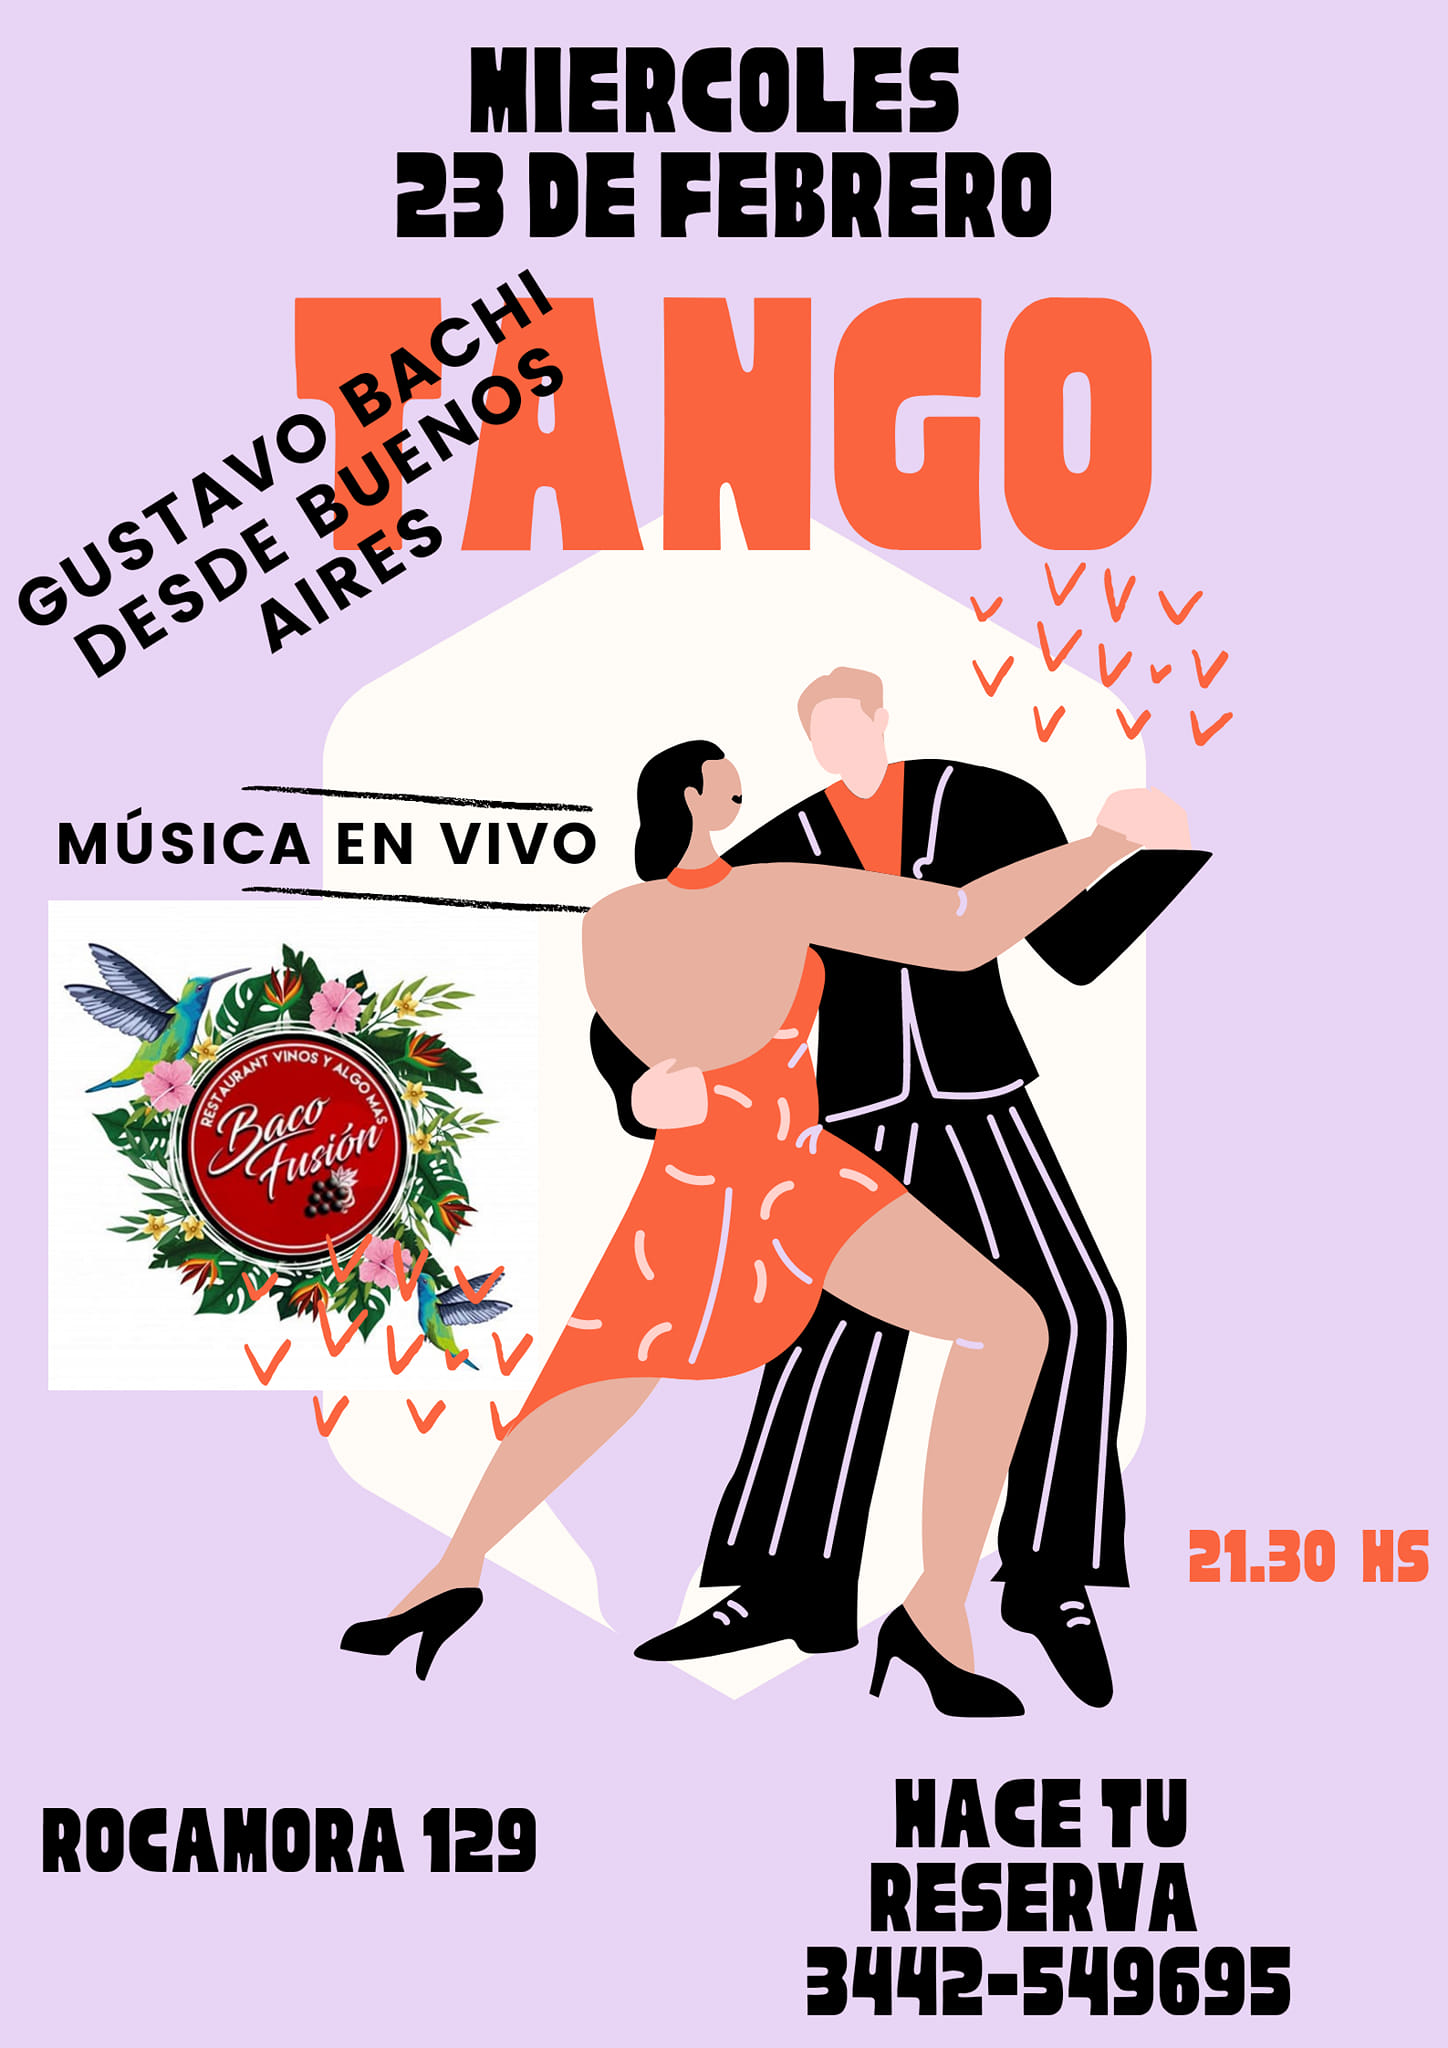 MIERCOLES
23 DE FEBRERO
TANGO
GUSTAVO BACHI
DESDE BUENOS
AIRES
MÚSICA EN VIVO
RESTAURANT VINOS Y ALGO MAS
Baco
Fusión
21.30 HS
ROCAMORA 129
HACE TU
RESERVA
3442-549695